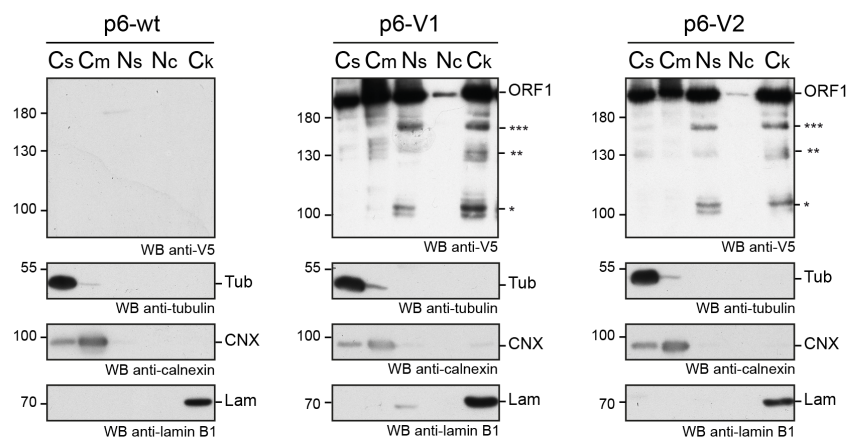 p6-wt
Cs Cm Ns Nc Ck
180
130
100
WB anti-V5
55
Tub
WB anti-tubulin
100
CNX
WB anti-calnexin
70
Lam
WB anti-lamin B1
p6-V1
Cs Cm Ns Nc Ck
ORF1
180
***
130
**
100
*
WB anti-V5
55
Tub
WB anti-tubulin
100
CNX
WB anti-calnexin
70
Lam
WB anti-lamin B1
p6-V2
Cs Cm Ns Nc Ck
ORF1
180
***
130
**
100
*
WB anti-V5
55
Tub
WB anti-tubulin
100
CNX
WB anti-calnexin
70
Lam
WB anti-lamin B1